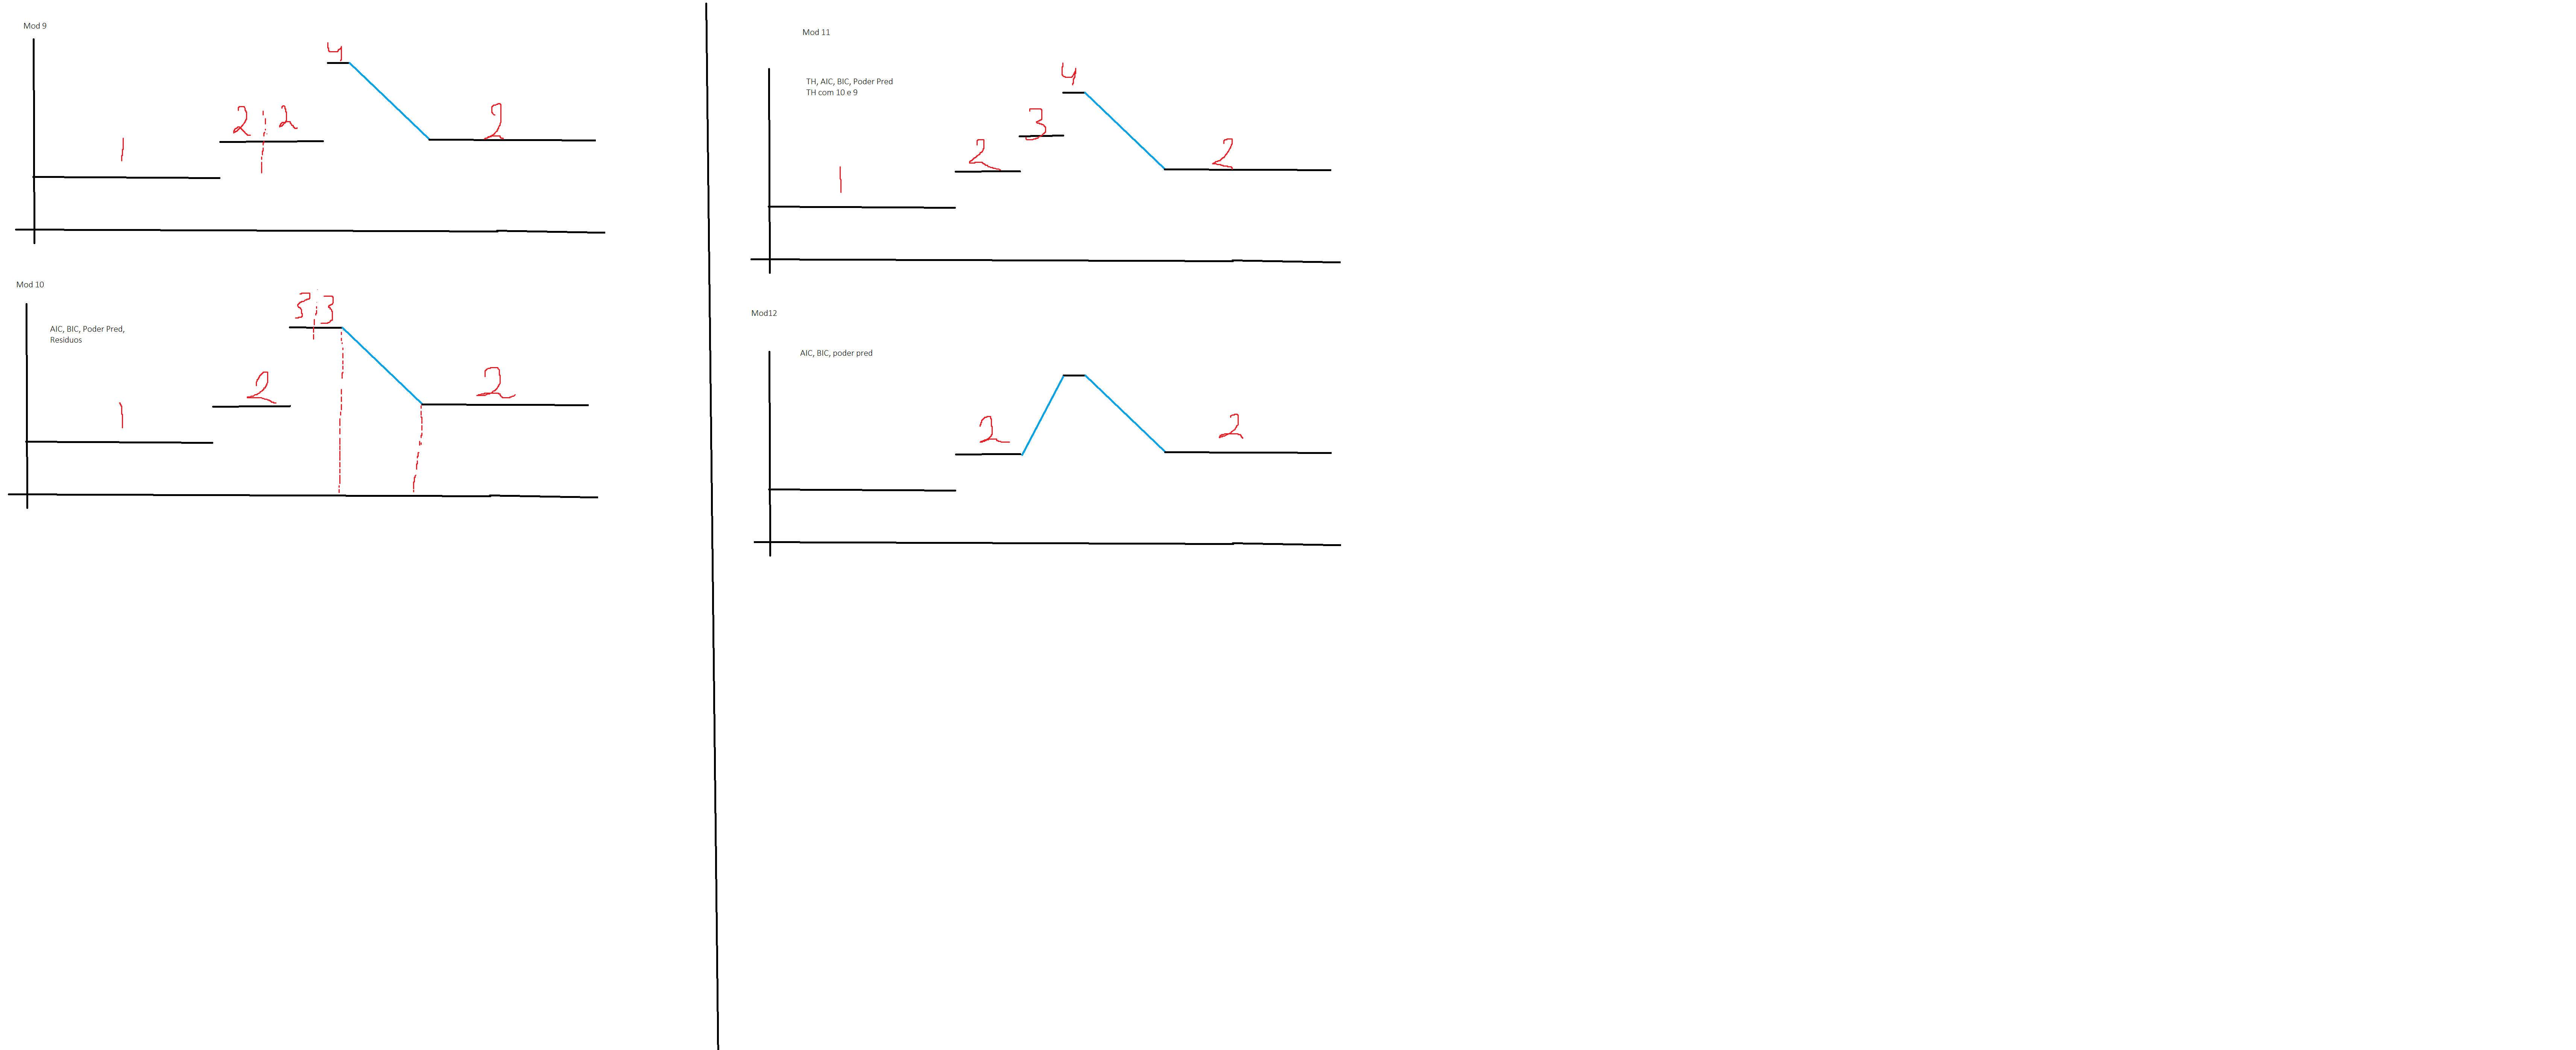 Mod 9
4
2 2
2
1
Mod 10
3 3
AIC, BIC, Poder Pred,
Residuos
2
2
1
Mod 11
4
TH, AIC, BIC, Poder Pred
TH com 10 e 9
3
2
2
1
Mod12
AIC, BIC, poder pred
2
2